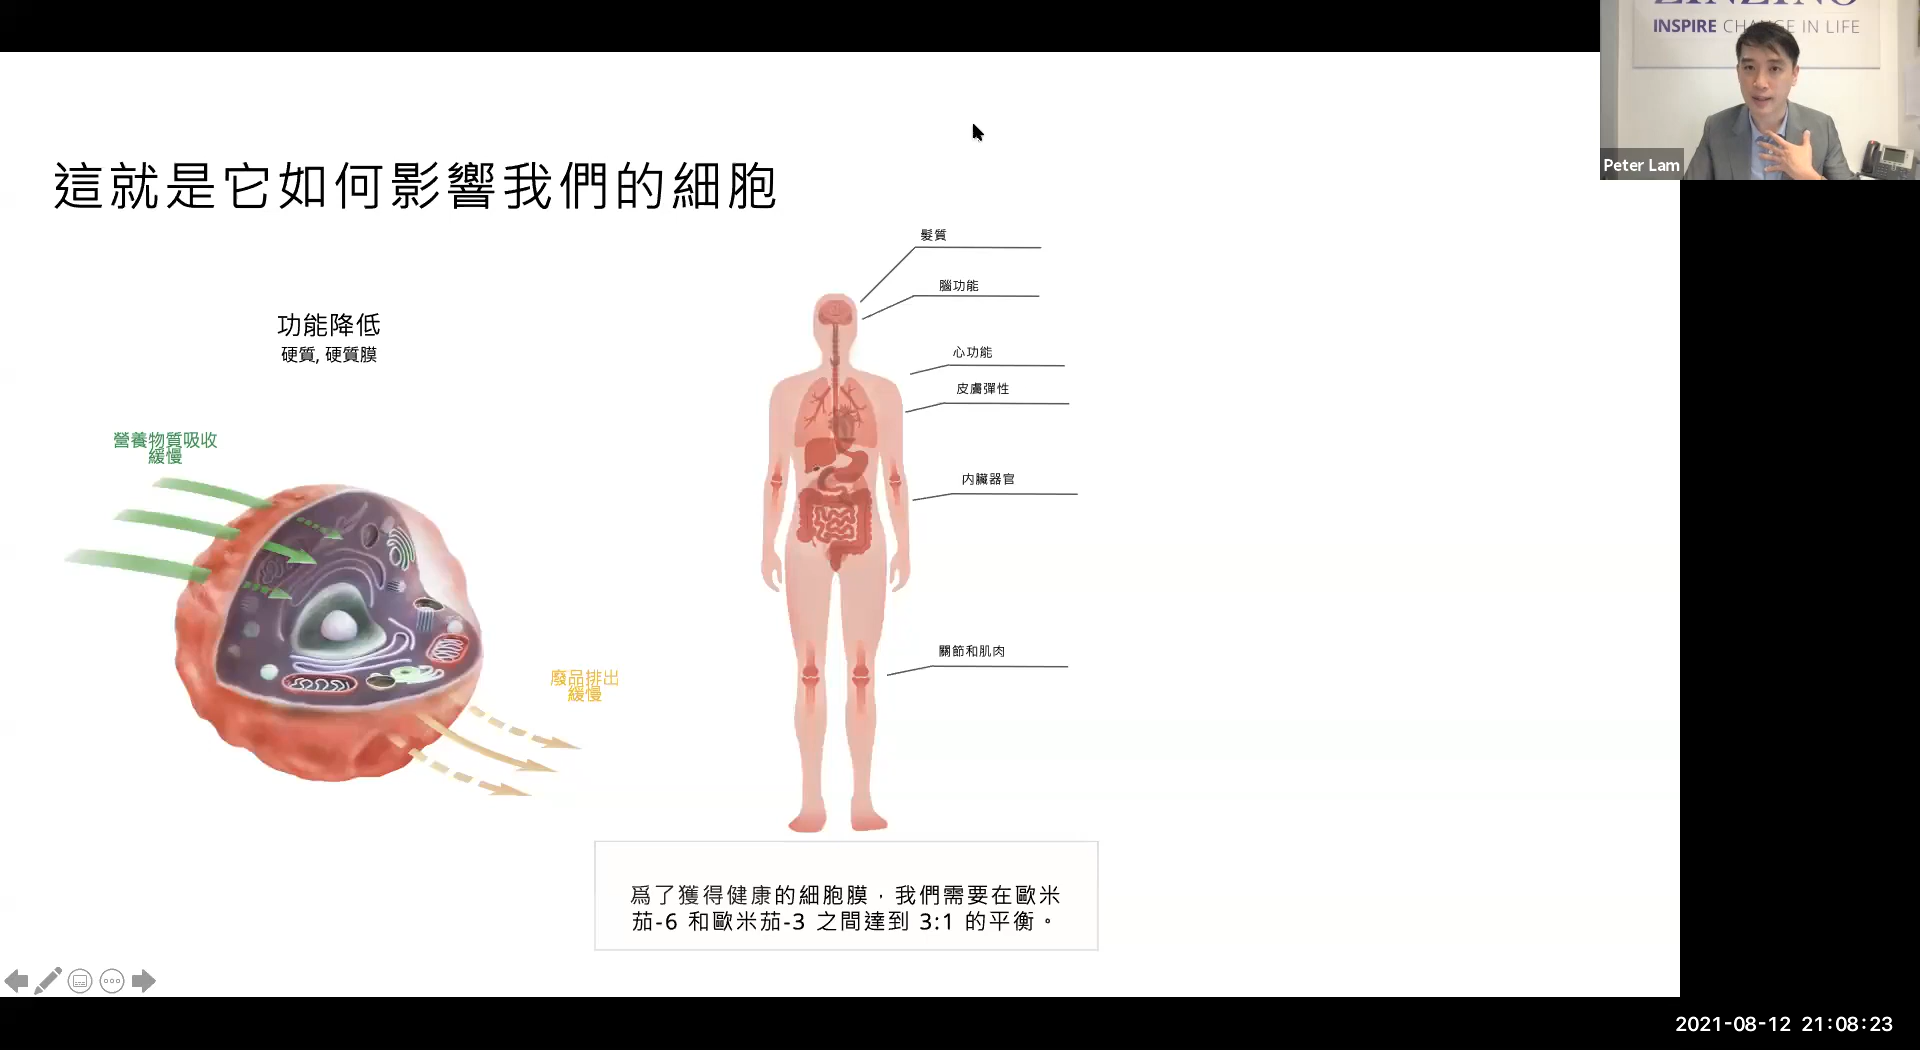 ZINZINO
INSPIRE CHANGE IN LIFE
Peter Lam
這就是它如何影響我們的細胞
髮質
腦功能
功能降低
硬質, 硬質膜
心功能
皮膚彈性
營養物質吸收
緩慢
内臟器官
關節和肌肉
廢品排出
緩慢
爲了獲得健康的細胞膜，我們需要在歐米
茄-6 和歐米茄-3 之間達到 3:1 的平衡。
2021-08-12 21:08:23